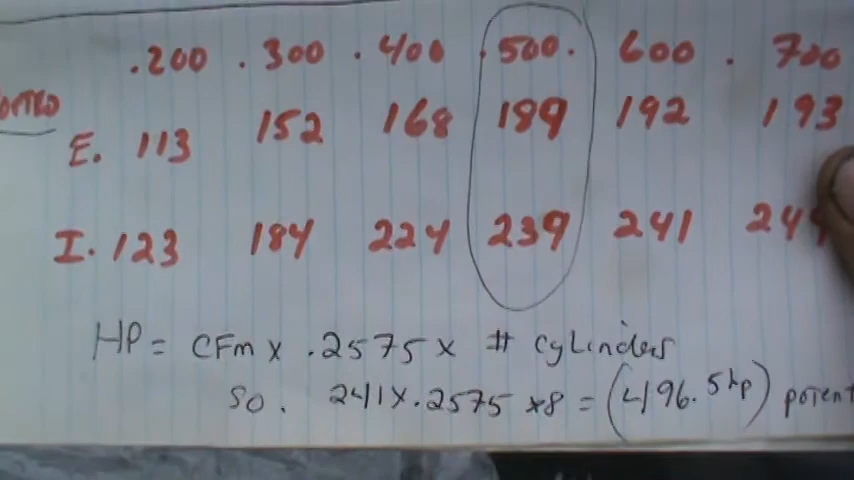 .200 .300 .400 .500. 600 . 700
E. 113 152 168 189 192 193
I. 123 184 224 239 241
HP = CFm x .2575 x # cylinders
SO. 241 x .2575 x8 = (496.5hp)